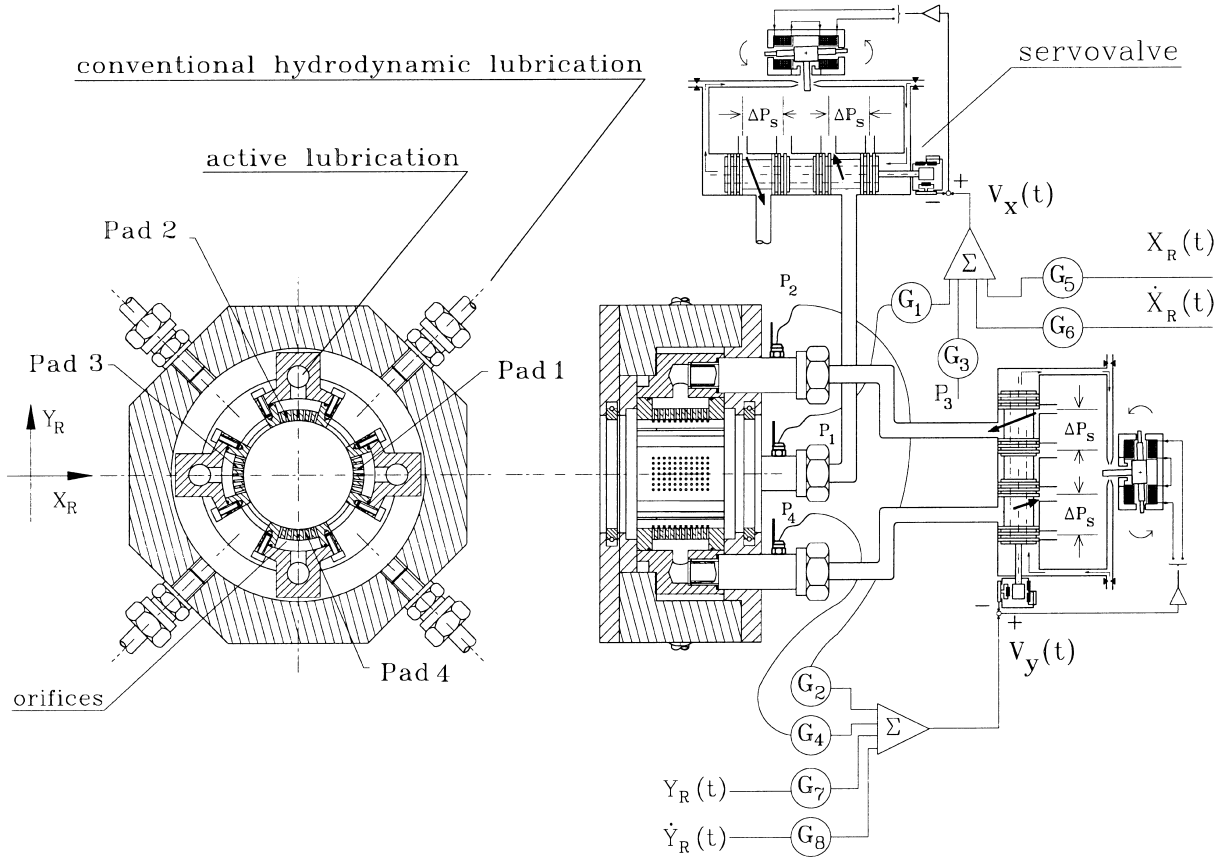 conventional hydrodynamic lubrication
servovalve
ΔP_s
ΔP_s
active lubrication
Pad 2
+
−
V_x(t)
X_R(t)
Σ
G_5
P_2
G_1
Ẋ_R(t)
G_6
Pad 3
Pad 1
G_3
P_3
Y_R
ΔP_s
P_1
X_R
P_4
ΔP_s
−
+
V_y(t)
Pad 4
G_2
orifices
Σ
G_4
Y_R(t)
G_7
Ẏ_R(t)
G_8